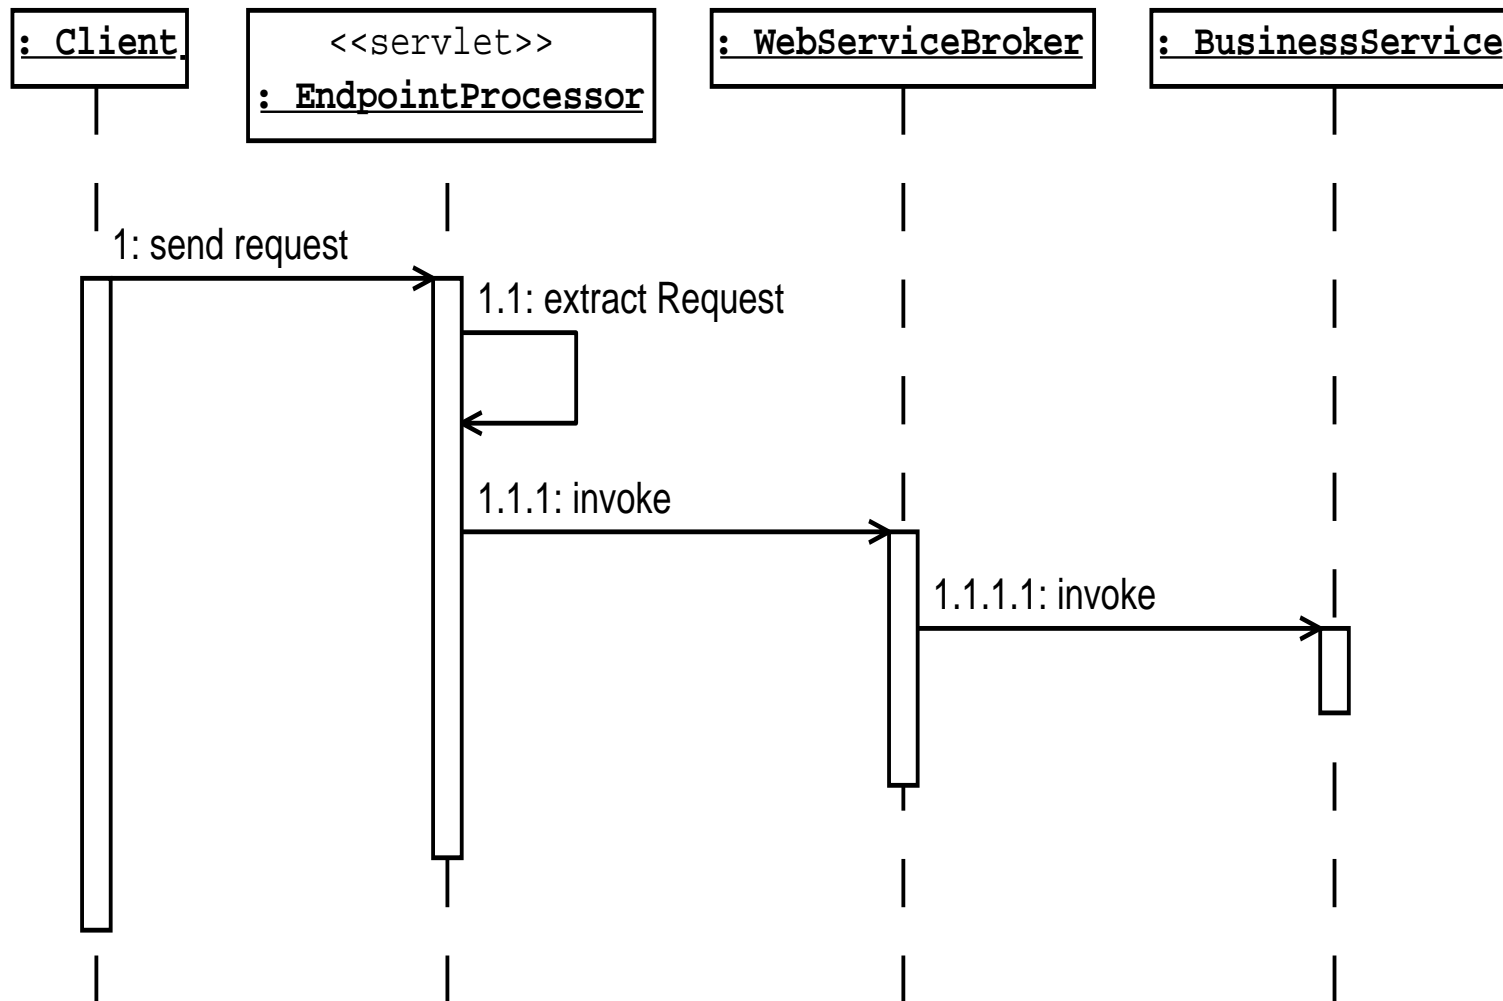 : Client
<<servlet>>
: EndpointProcessor
: WebServiceBroker
: BusinessService
1: send request
1.1: extract Request
1.1.1: invoke
1.1.1.1: invoke